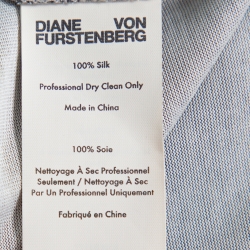 DIANE VON
FURSTENBERG
100% Silk
Professional Dry Clean Only
Made in China
100% Soie
Nettoyage À Sec Professionnel
Seulement / Nettoyage À Sec
Par Un Professionel Uniquement
Fabriqué en Chine